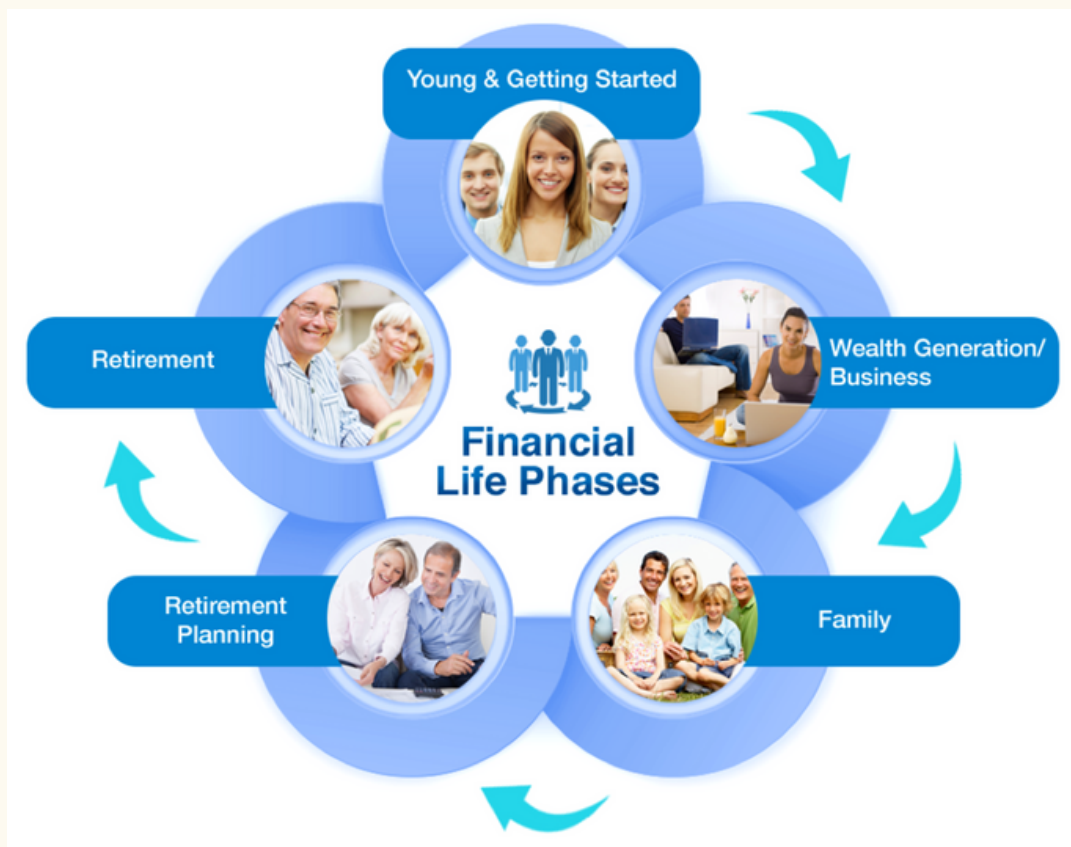 Young & Getting Started
Wealth Generation/
Business
Family
Retirement
Planning
Retirement
Financial
Life Phases